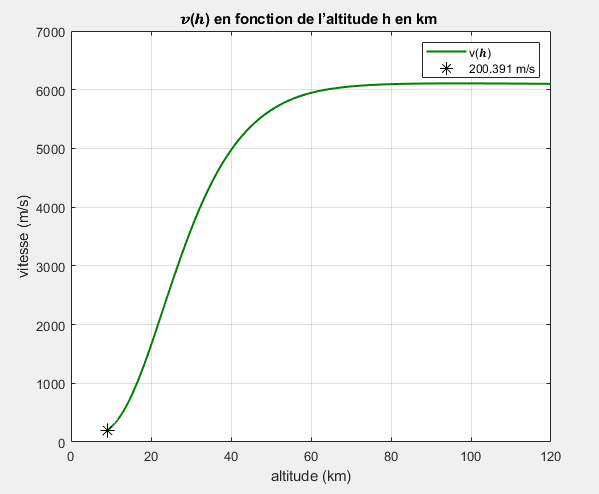 v(h) en fonction de l'altitude h en km
v(h)
200.391 m/s
7000
6000
5000
4000
3000
2000
1000
0
vitesse (m/s)
0 20 40 60 80 100 120
altitude (km)